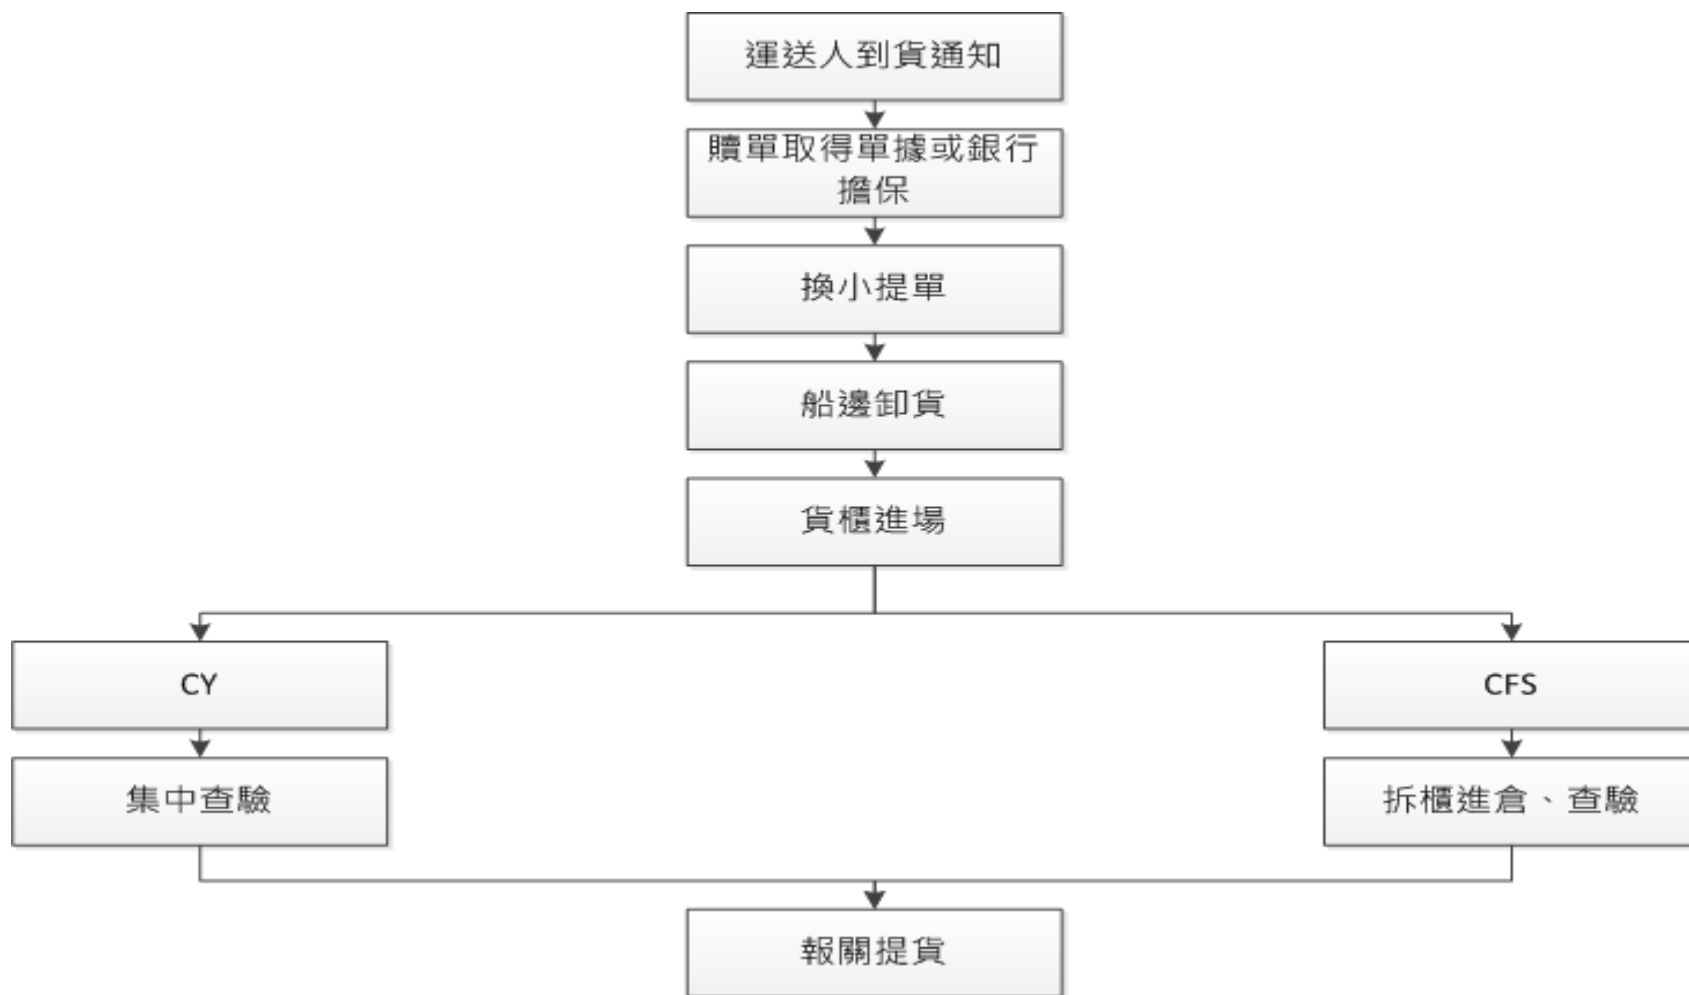 運送人到貨通知
贖單取得單據或銀行
擔保
換小提單
船邊卸貨
貨櫃進場
CY
CFS
集中查驗
拆櫃進倉、查驗
報關提貨